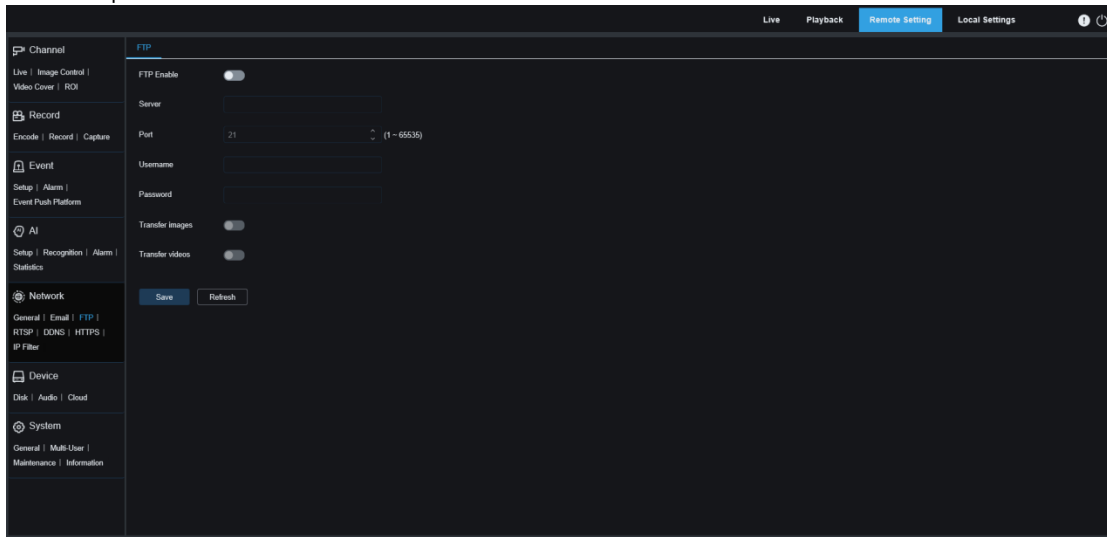 Live Playback Remote Setting Local Settings
Channel
Live | Image Control |
Video Cover | ROI
Record
Encode | Record | Capture
Event
Setup | Alarm |
Event Push Platform
AI
Setup | Recognition | Alarm |
Statistics
Network
General | Email | FTP |
RTSP | DDNS | HTTPS |
IP Filter
Device
Disk | Audio | Cloud
System
General | Multi-User |
Maintenance | Information
FTP
FTP Enable
Server
Port 21 (1 ~ 65535)
Username
Password
Transfer images
Transfer videos
Save Refresh